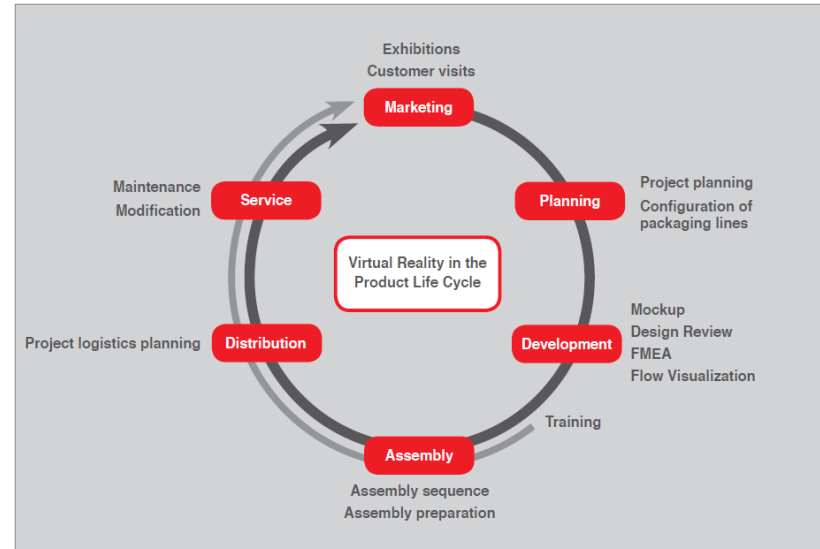 Exhibitions
Customer visits
Marketing
Maintenance
Modification
Service
Planning
Project planning
Configuration of
packaging lines
Virtual Reality in the
Product Life Cycle
Project logistics planning
Distribution
Development
Mockup
Design Review
FMEA
Flow Visualization
Training
Assembly
Assembly sequence
Assembly preparation